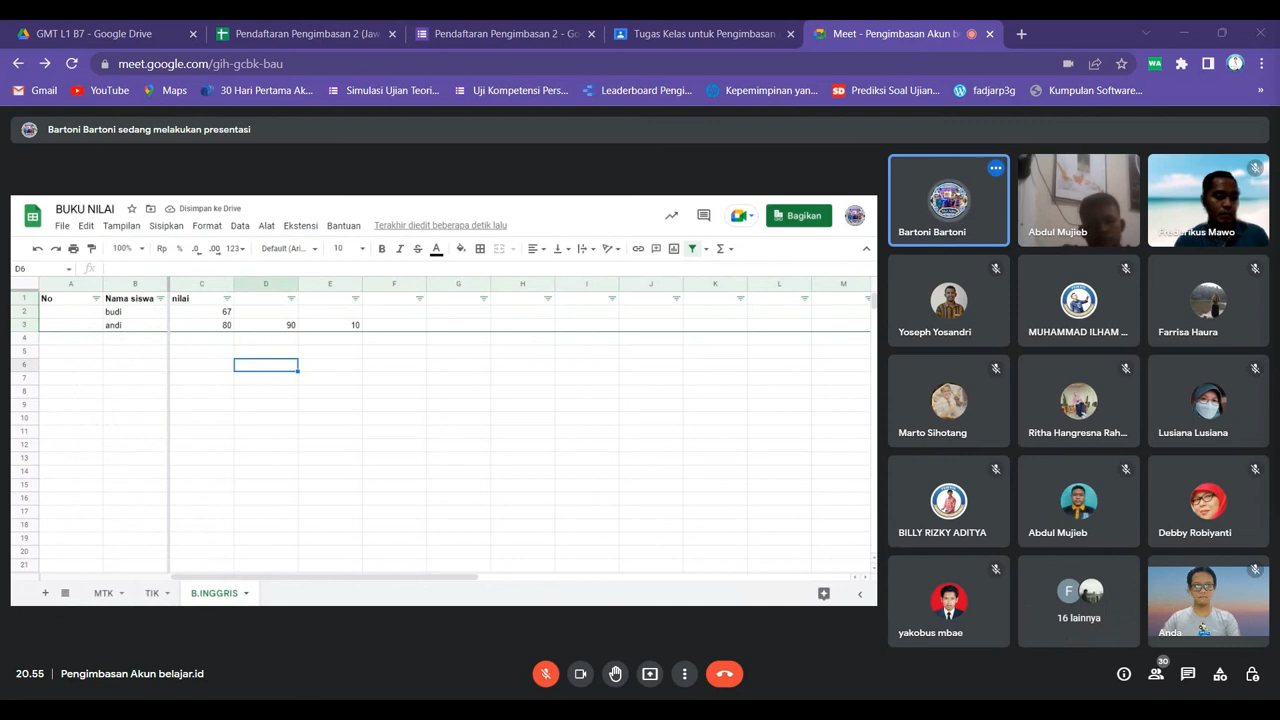 GMT L1 B7 - Google Drive
Pendaftaran Pengimbasan 2 (Jaw
Pendaftaran Pengimbasan 2 - Go
Tugas Kelas untuk Pengimbasan
Meet - Pengimbasan Akun b
meet.google.com/gih-gcbk-bau
WA
Gmail
YouTube
Maps
30 Hari Pertama Ak...
Simulasi Ujian Teori...
Uji Kompetensi Pers...
Leaderboard Pengi...
Kepemimpinan yan...
SD Prediksi Soal Ujian...
fadjarp3g
Kumpulan Software...
»
Bartoni Bartoni sedang melakukan presentasi
BUKU NILAI
Disimpan ke Drive
File Edit Tampilan Sisipkan Format Data Alat Ekstensi Bantuan Terakhir diedit beberapa detik lalu
Bagikan
100% Rp % .0 .00 123 Default (Ari... 10 B I S A
D6 fx
A B C D E F G H I J K L M
1 No Nama siswa nilai
2 budi 67
3 andi 80 90 10
4
5
6
7
8
9
10
11
12
13
14
15
16
17
18
19
20
21
+ MTK TIK B.INGGRIS
Bartoni Bartoni
Abdul Mujieb
Frederikus Mawo
Yoseph Yosandri
MUHAMMAD ILHAM ...
Farrisa Haura
Marto Sihotang
Ritha Hangresna Rah...
Lusiana Lusiana
BILLY RIZKY ADITYA
Abdul Mujieb
Debby Robiyanti
yakobus mbae
F
16 lainnya
Anda
20.55 Pengimbasan Akun belajar.id
30